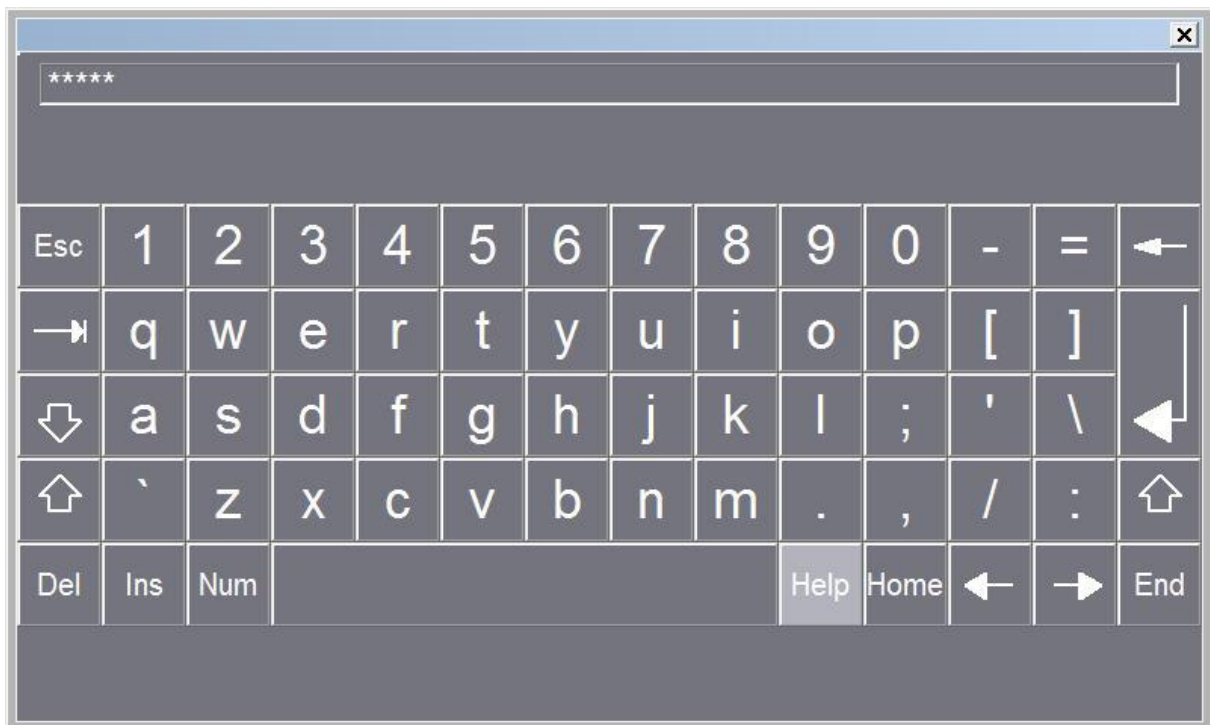 *****
Esc 1 2 3 4 5 6 7 8 9 0 - =
q w e r t y u i o p [ ]
a s d f g h j k l ; ' \
` z x c v b n m . , / :
Del Ins Num Help Home End